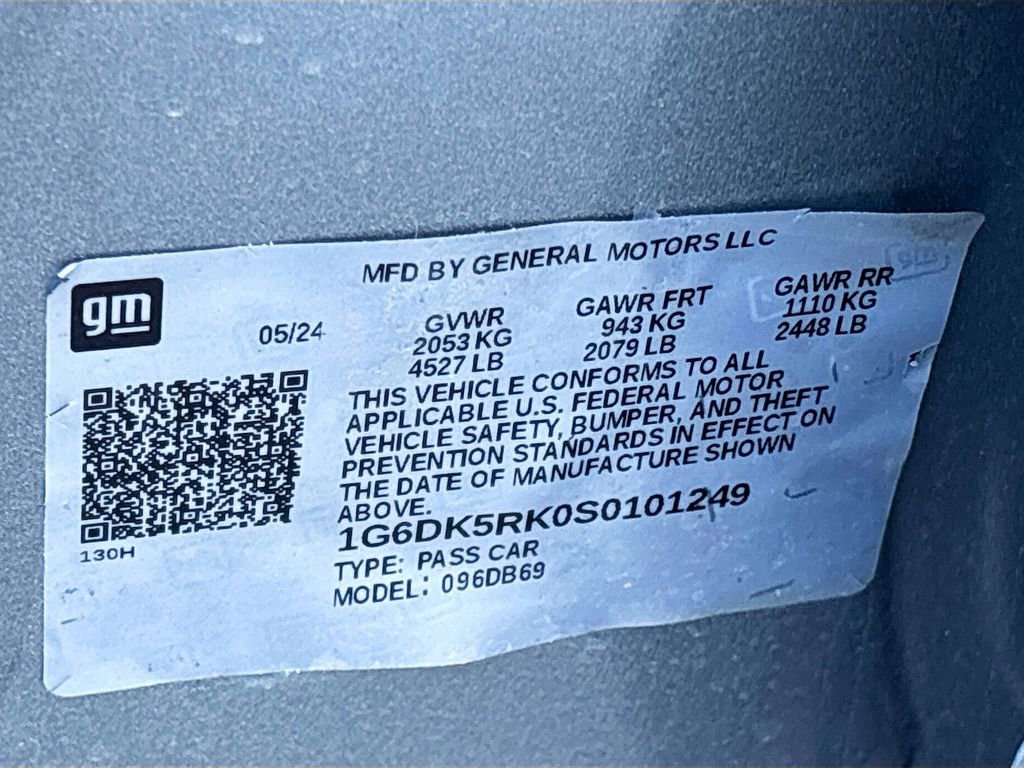 MFD BY GENERAL MOTORS LLC
gm
05/24
GVWR
2053 KG
4527 LB
GAWR FRT
943 KG
2079 LB
GAWR RR
1110 KG
2448 LB
THIS VEHICLE CONFORMS TO ALL
APPLICABLE U.S. FEDERAL MOTOR
VEHICLE SAFETY, BUMPER, AND THEFT
PREVENTION STANDARDS IN EFFECT ON
THE DATE OF MANUFACTURE SHOWN
ABOVE.
1G6DK5RK0S0101249
TYPE: PASS CAR
MODEL: 096DB69
130H